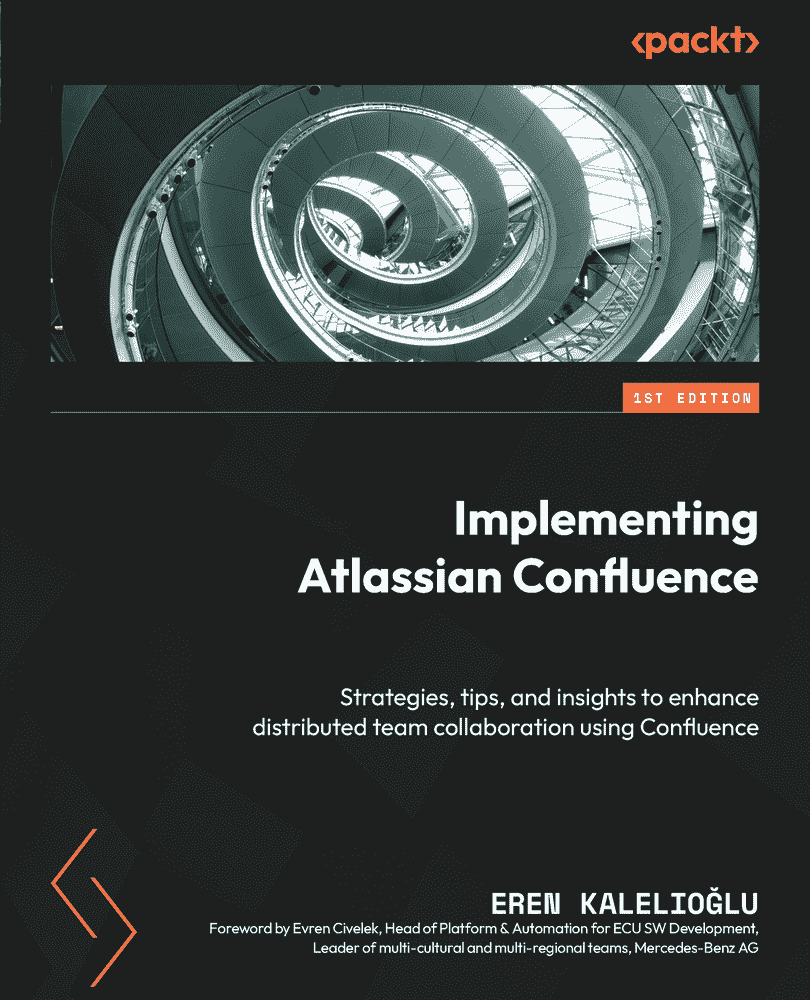 <packt>
1ST EDITION
Implementing
Atlassian Confluence
Strategies, tips, and insights to enhance
distributed team collaboration using Confluence
EREN KALELIOĞLU
Foreword by Evren Civelek, Head of Platform & Automation for ECU SW Development,
Leader of multi-cultural and multi-regional teams, Mercedes-Benz AG